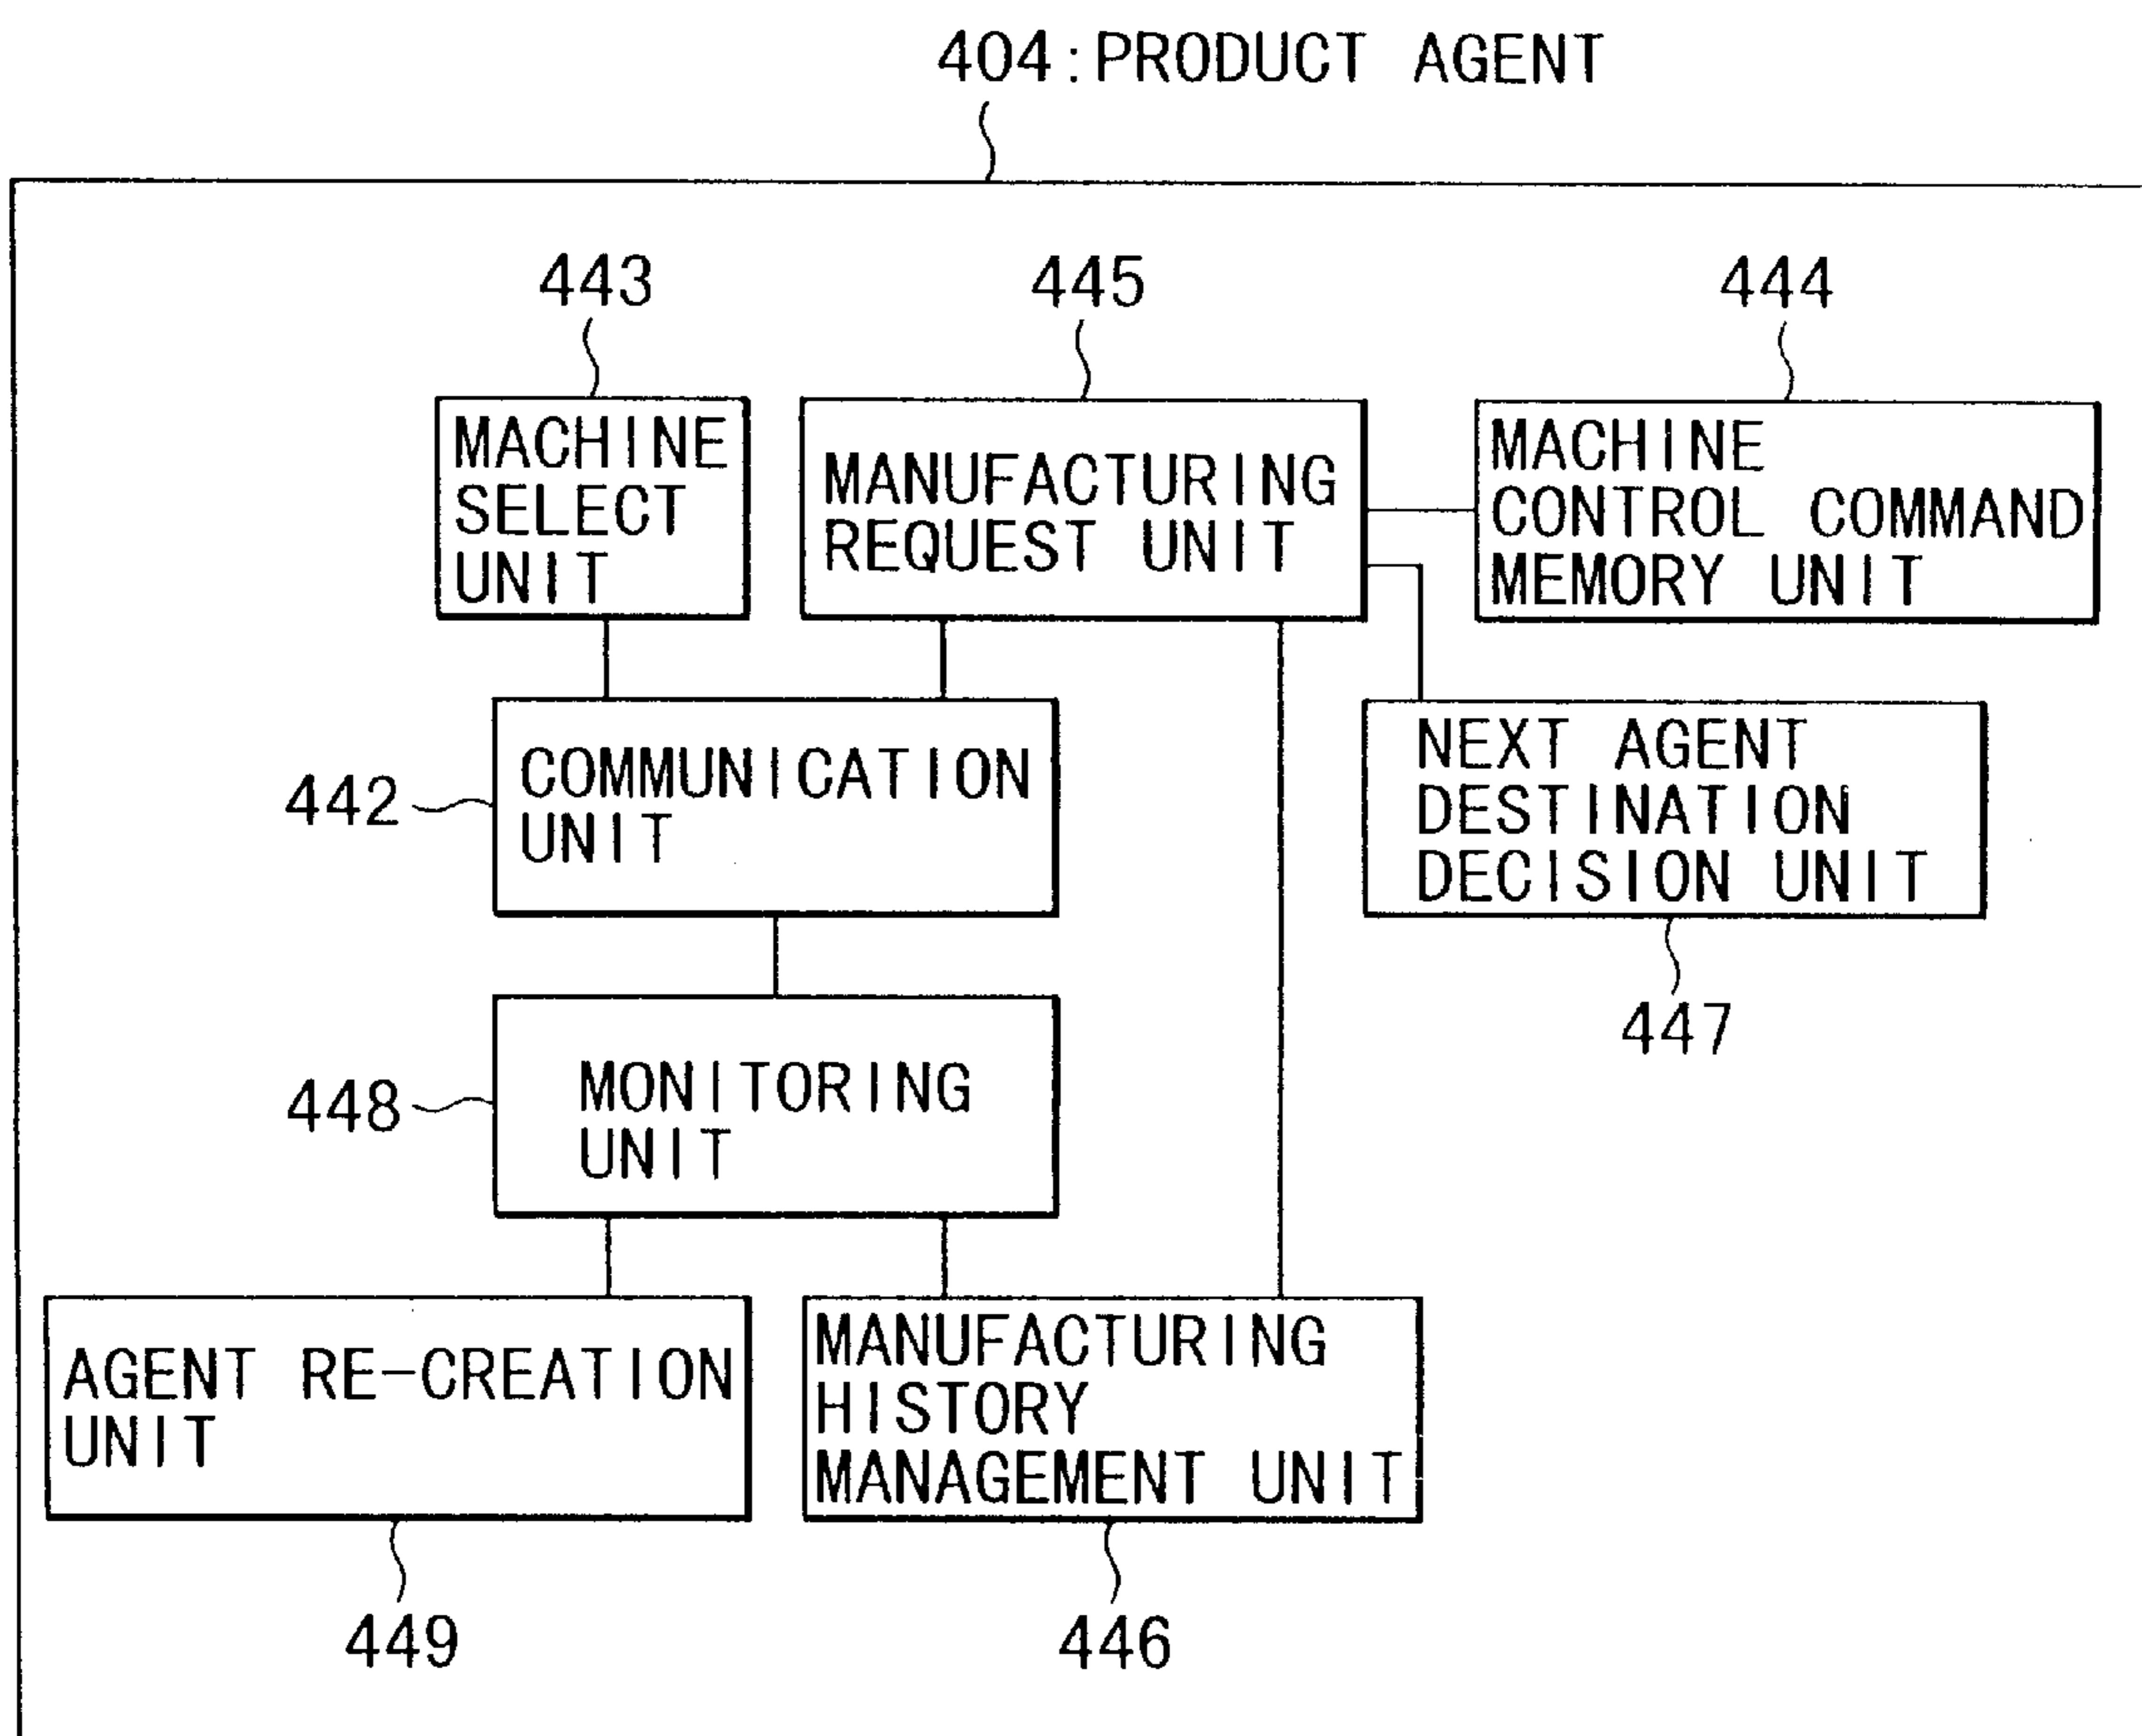 404:PRODUCT AGENT
443
445
444
MACHINE
SELECT
UNIT
MANUFACTURING
REQUEST UNIT
MACHINE
CONTROL COMMAND
MEMORY UNIT
442
COMMUNICATION
UNIT
NEXT AGENT
DESTINATION
DECISION UNIT
447
448
MONITORING
UNIT
AGENT RE-CREATION
UNIT
MANUFACTURING
HISTORY
MANAGEMENT UNIT
449
446